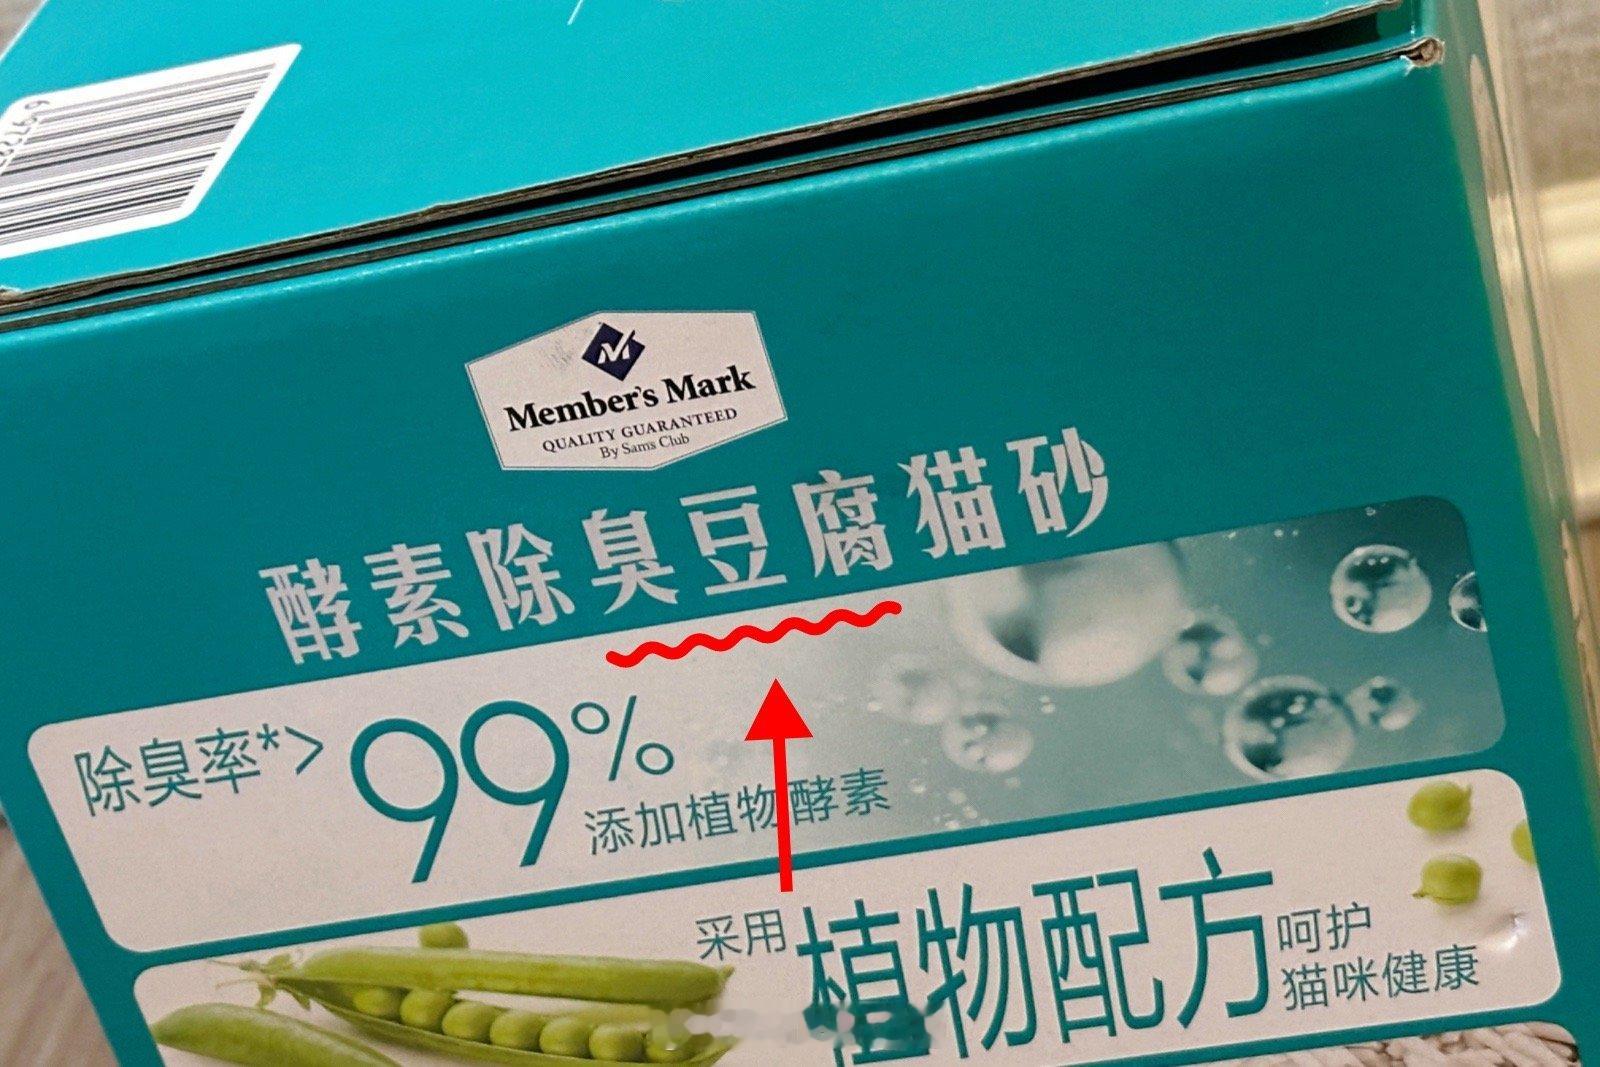 Member's Mark
QUALITY GUARANTEED
By Sam's Club
酵素除臭豆腐猫砂
除臭率*>99%
添加植物酵素
采用植物配方呵护
猫咪健康